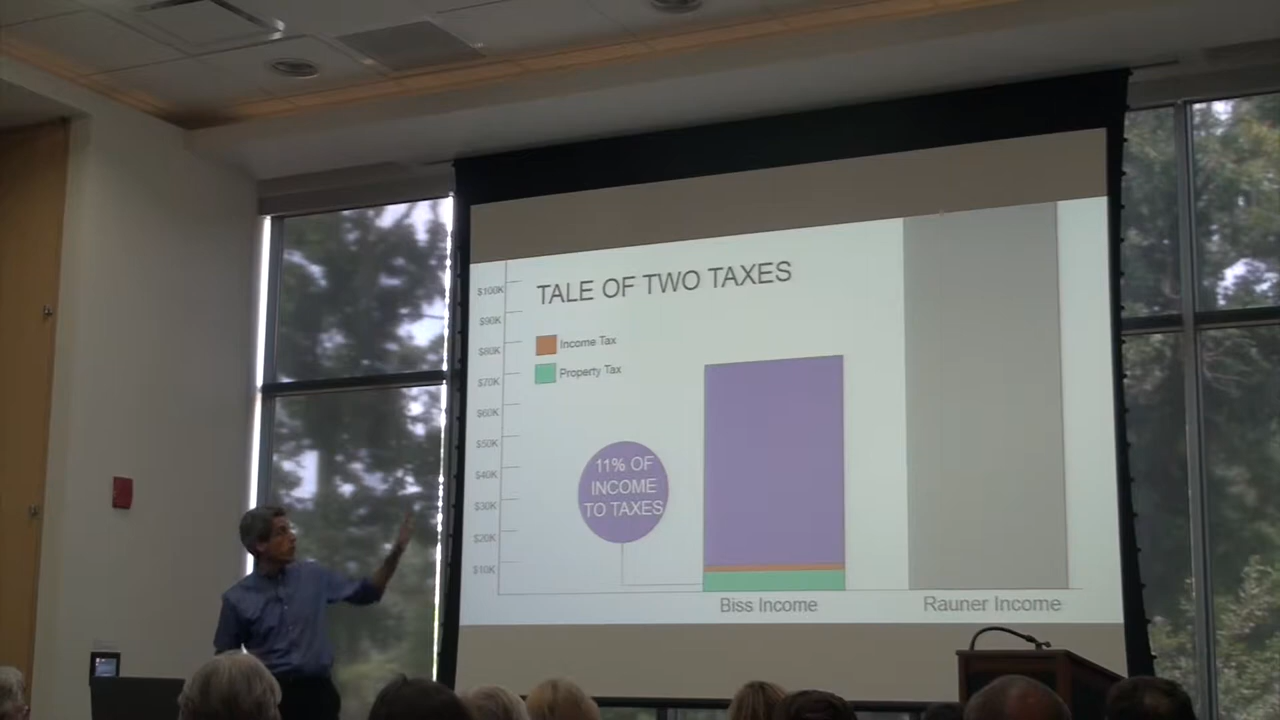 TALE OF TWO TAXES
$100K
$90K
$80K
$70K
$60K
$50K
$40K
$30K
$20K
$10K
Income Tax
Property Tax
11% OF
INCOME
TO TAXES
Biss Income
Rauner Income